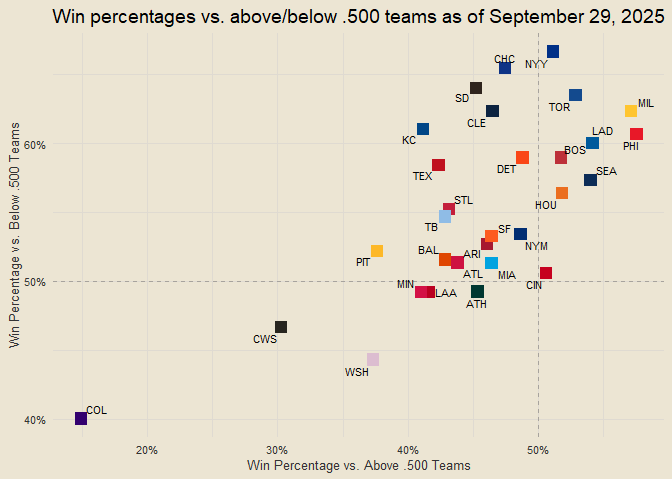 Win percentages vs. above/below .500 teams as of September 29, 2025
Win Percentage vs. Below .500 Teams
60%
50%
40%
CHC
NYY
SD
TOR
MIL
CLE
KC
LAD
PHI
BOS
DET
TEX
SEA
STL
HOU
TB
SF
NYM
BAL
ARI
PIT
ATL
MIA
CIN
MIN
LAA
ATH
CWS
WSH
COL
20%
30%
40%
50%
Win Percentage vs. Above .500 Teams